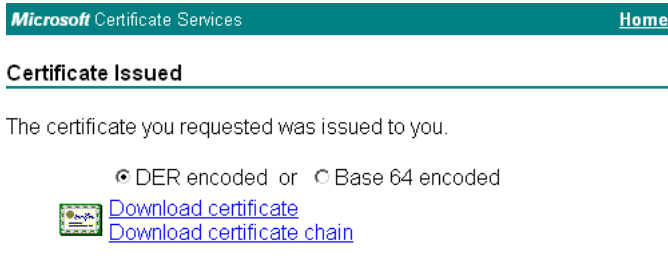 Microsoft Certificate Services Home
Certificate Issued
The certificate you requested was issued to you.
DER encoded or Base 64 encoded
Download certificate
Download certificate chain